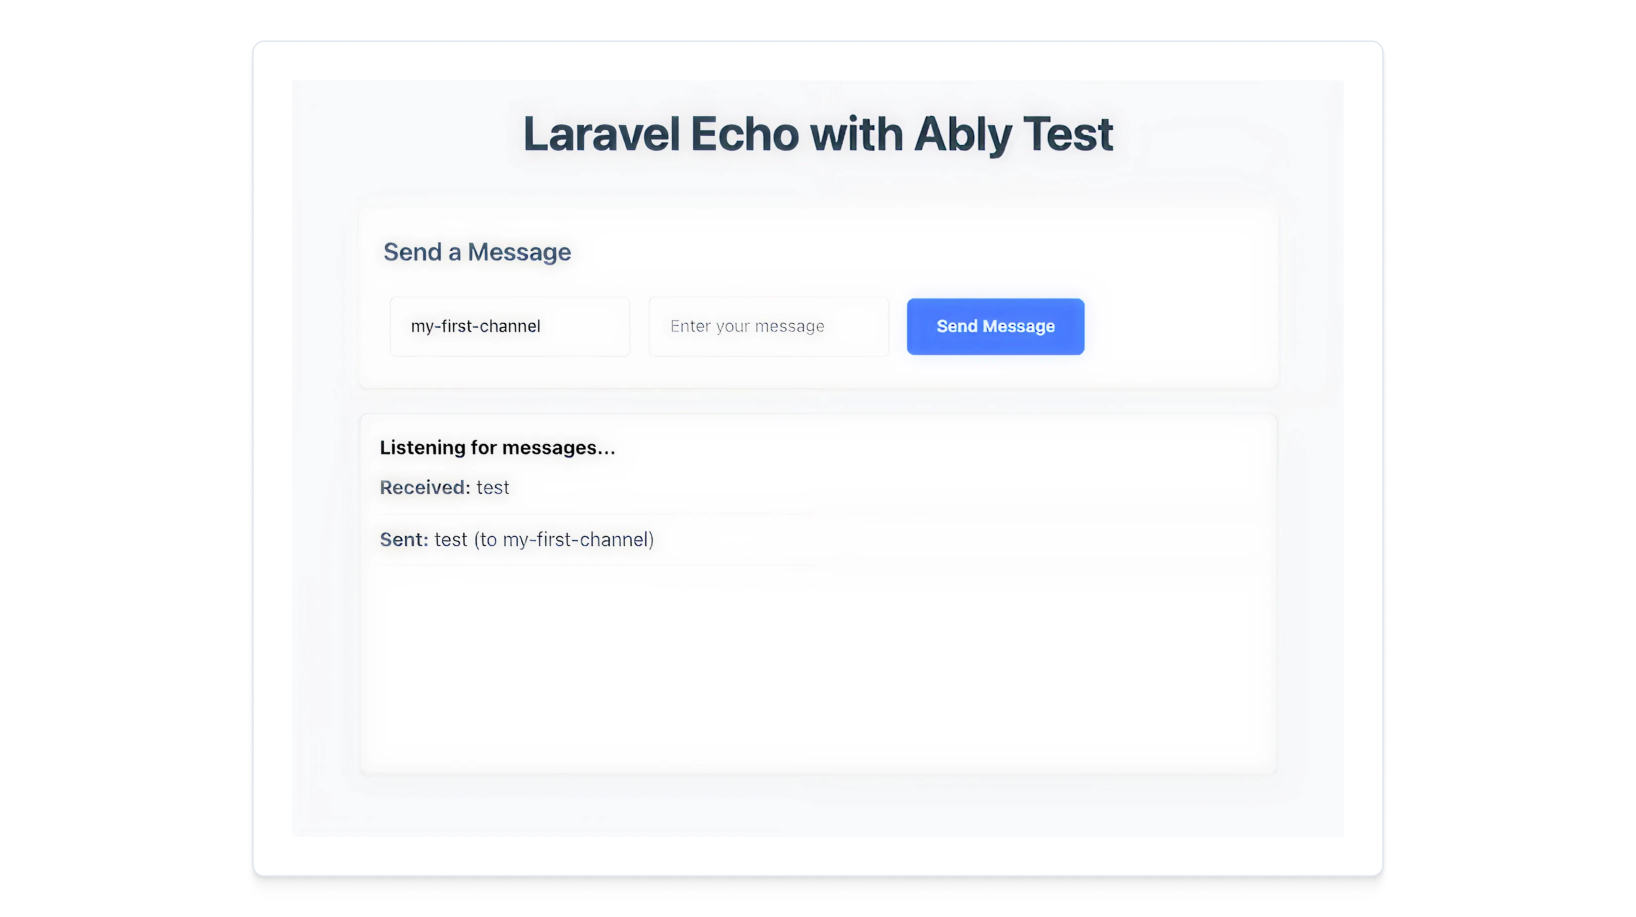 Laravel Echo with Ably Test
Send a Message
my-first-channel
Enter your message
Send Message
Listening for messages...
Received: test
Sent: test (to my-first-channel)